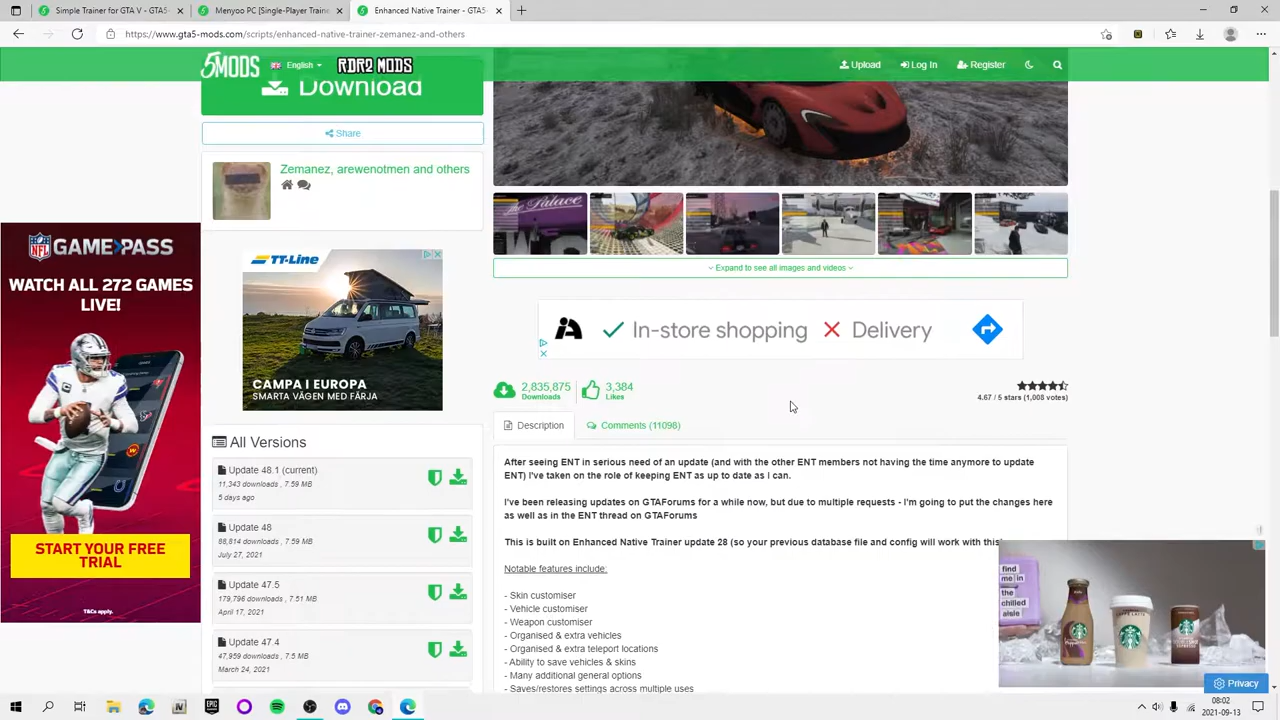 Simple Trainer for GTA V - GTA5
Menyoo PC [Single-Player Trainer
Enhanced Native Trainer - GTA5
https://www.gta5-mods.com/scripts/enhanced-native-trainer-zemanez-and-others
5MODS
English
RDR2 MODS
Upload
Log In
Register
Download
Share
Zemanez, arewenotmen and others
The Palace
Expand to see all images and videos
NFL GAME PASS
WATCH ALL 272 GAMES
LIVE!
START YOUR FREE
TRIAL
T&Cs apply.
TT-LINE
CAMPA I EUROPA
SMARTA VÄGEN MED FÄRJA
In-store shopping
Delivery
2,835,875
Downloads
3,384
Likes
4.67 / 5 stars (1,008 votes)
Description
Comments (11098)
All Versions
Update 48.1 (current)
11,343 downloads , 7.59 MB
5 days ago
Update 48
88,814 downloads , 7.59 MB
July 27, 2021
Update 47.5
179,796 downloads , 7.51 MB
April 17, 2021
Update 47.4
47,959 downloads , 7.5 MB
March 24, 2021
After seeing ENT in serious need of an update (and with the other ENT members not having the time anymore to update
ENT) I've taken on the role of keeping ENT as up to date as I can.
I've been releasing updates on GTAForums for a while now, but due to multiple requests - I'm going to put the changes here
as well as in the ENT thread on GTAForums
This is built on Enhanced Native Trainer update 28 (so your previous database file and config will work with this
Notable features include:
- Skin customiser
- Vehicle customiser
- Weapon customiser
- Organised & extra vehicles
- Organised & extra teleport locations
- Ability to save vehicles & skins
- Many additional general options
- Saves/restores settings across multiple uses
find
me in
the
chilled
aisle
Privacy
08:02
2021-09-13